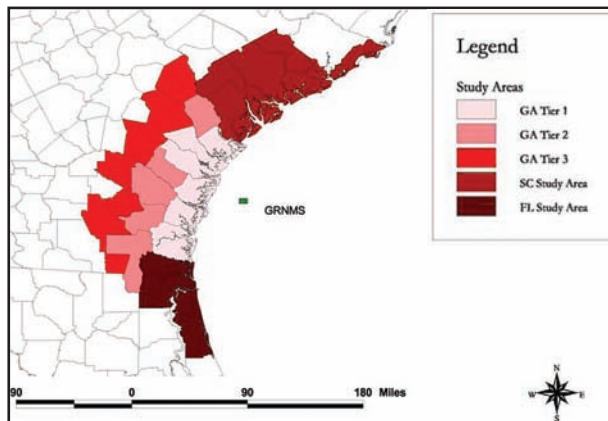 Legend
Study Areas
GA Tier 1
GA Tier 2
GA Tier 3
SC Study Area
FL Study Area
GRNMS
90 0 90 180 Miles
N
W E
S